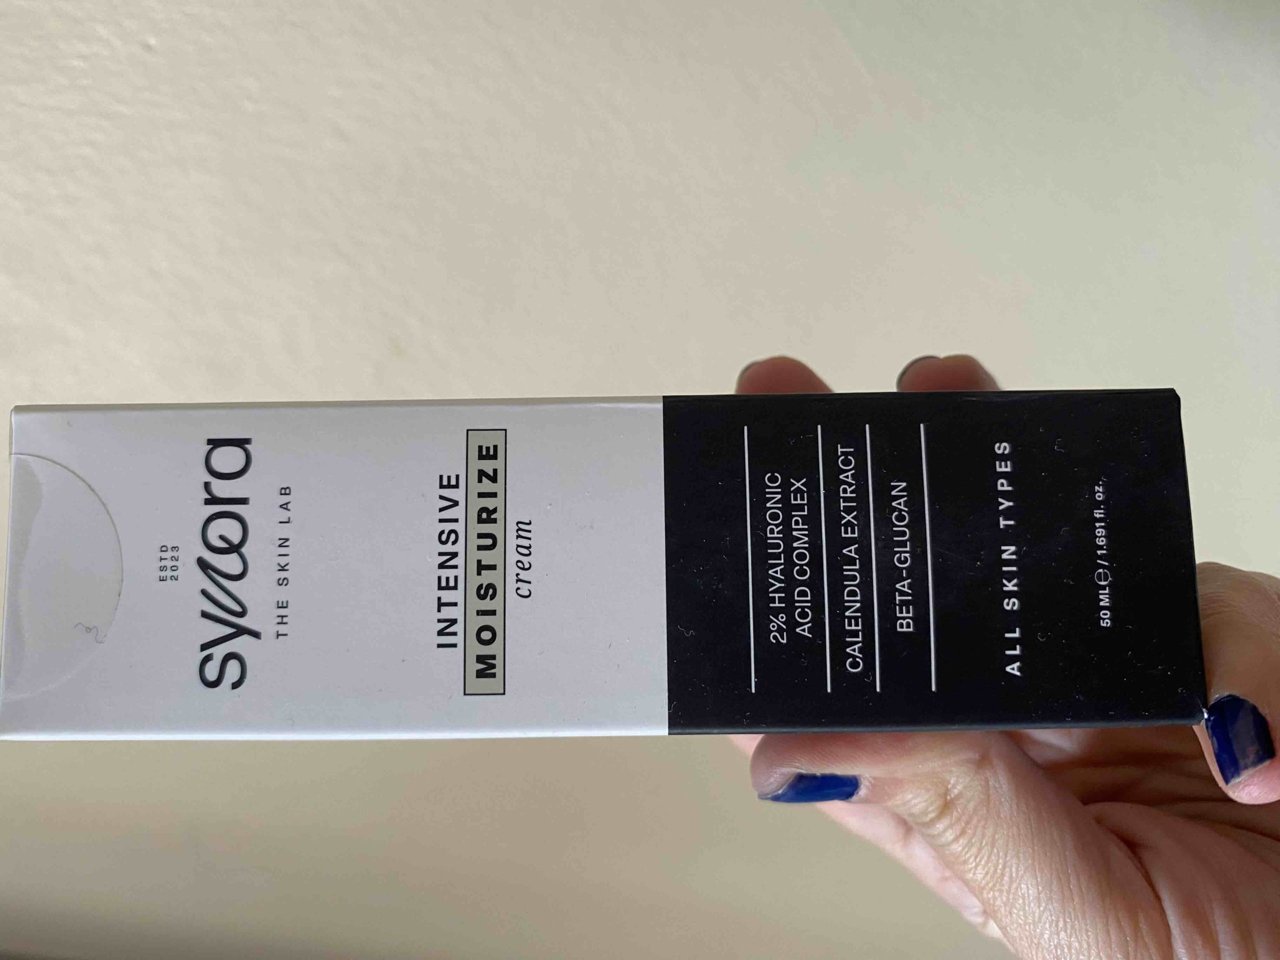 ESTD
2023
synora
THE SKIN LAB
INTENSIVE
MOISTURIZE
cream
2% HYALURONIC
ACID COMPLEX
CALENDULA EXTRACT
BETA-GLUCAN
ALL SKIN TYPES
50 ML ℮ / 1.691 fl. oz.